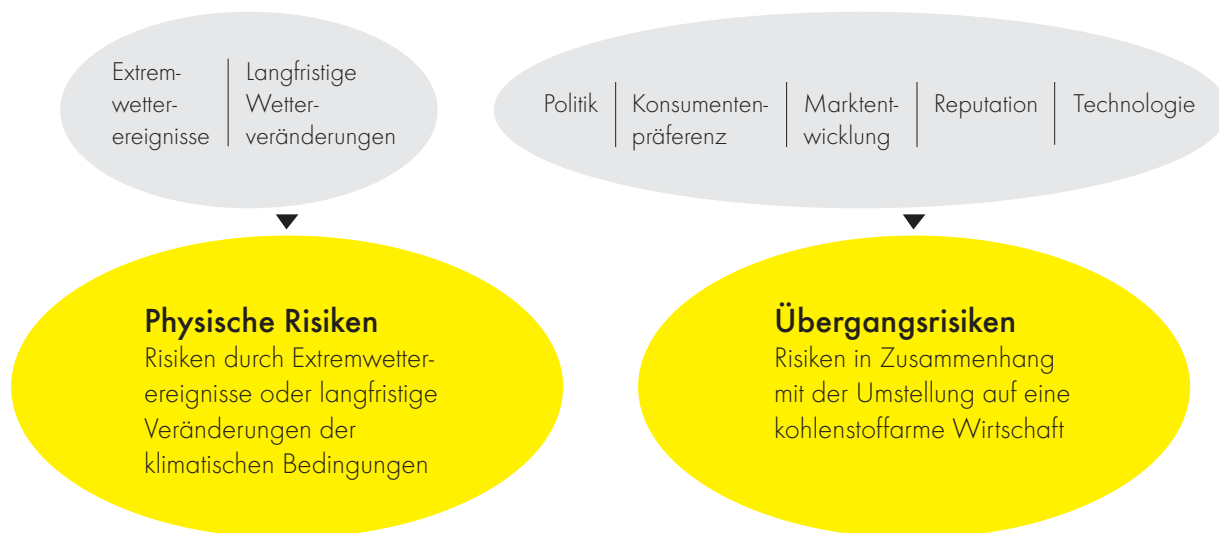 Extrem-
wetter-
ereignisse
Langfristige
Wetter-
veränderungen
Politik
Konsumenten-
präferenz
Marktent-
wicklung
Reputation
Technologie
Physische Risiken
Risiken durch Extremwetter-
ereignisse oder langfristige
Veränderungen der
klimatischen Bedingungen
Übergangsrisiken
Risiken in Zusammenhang
mit der Umstellung auf eine
kohlenstoffarme Wirtschaft